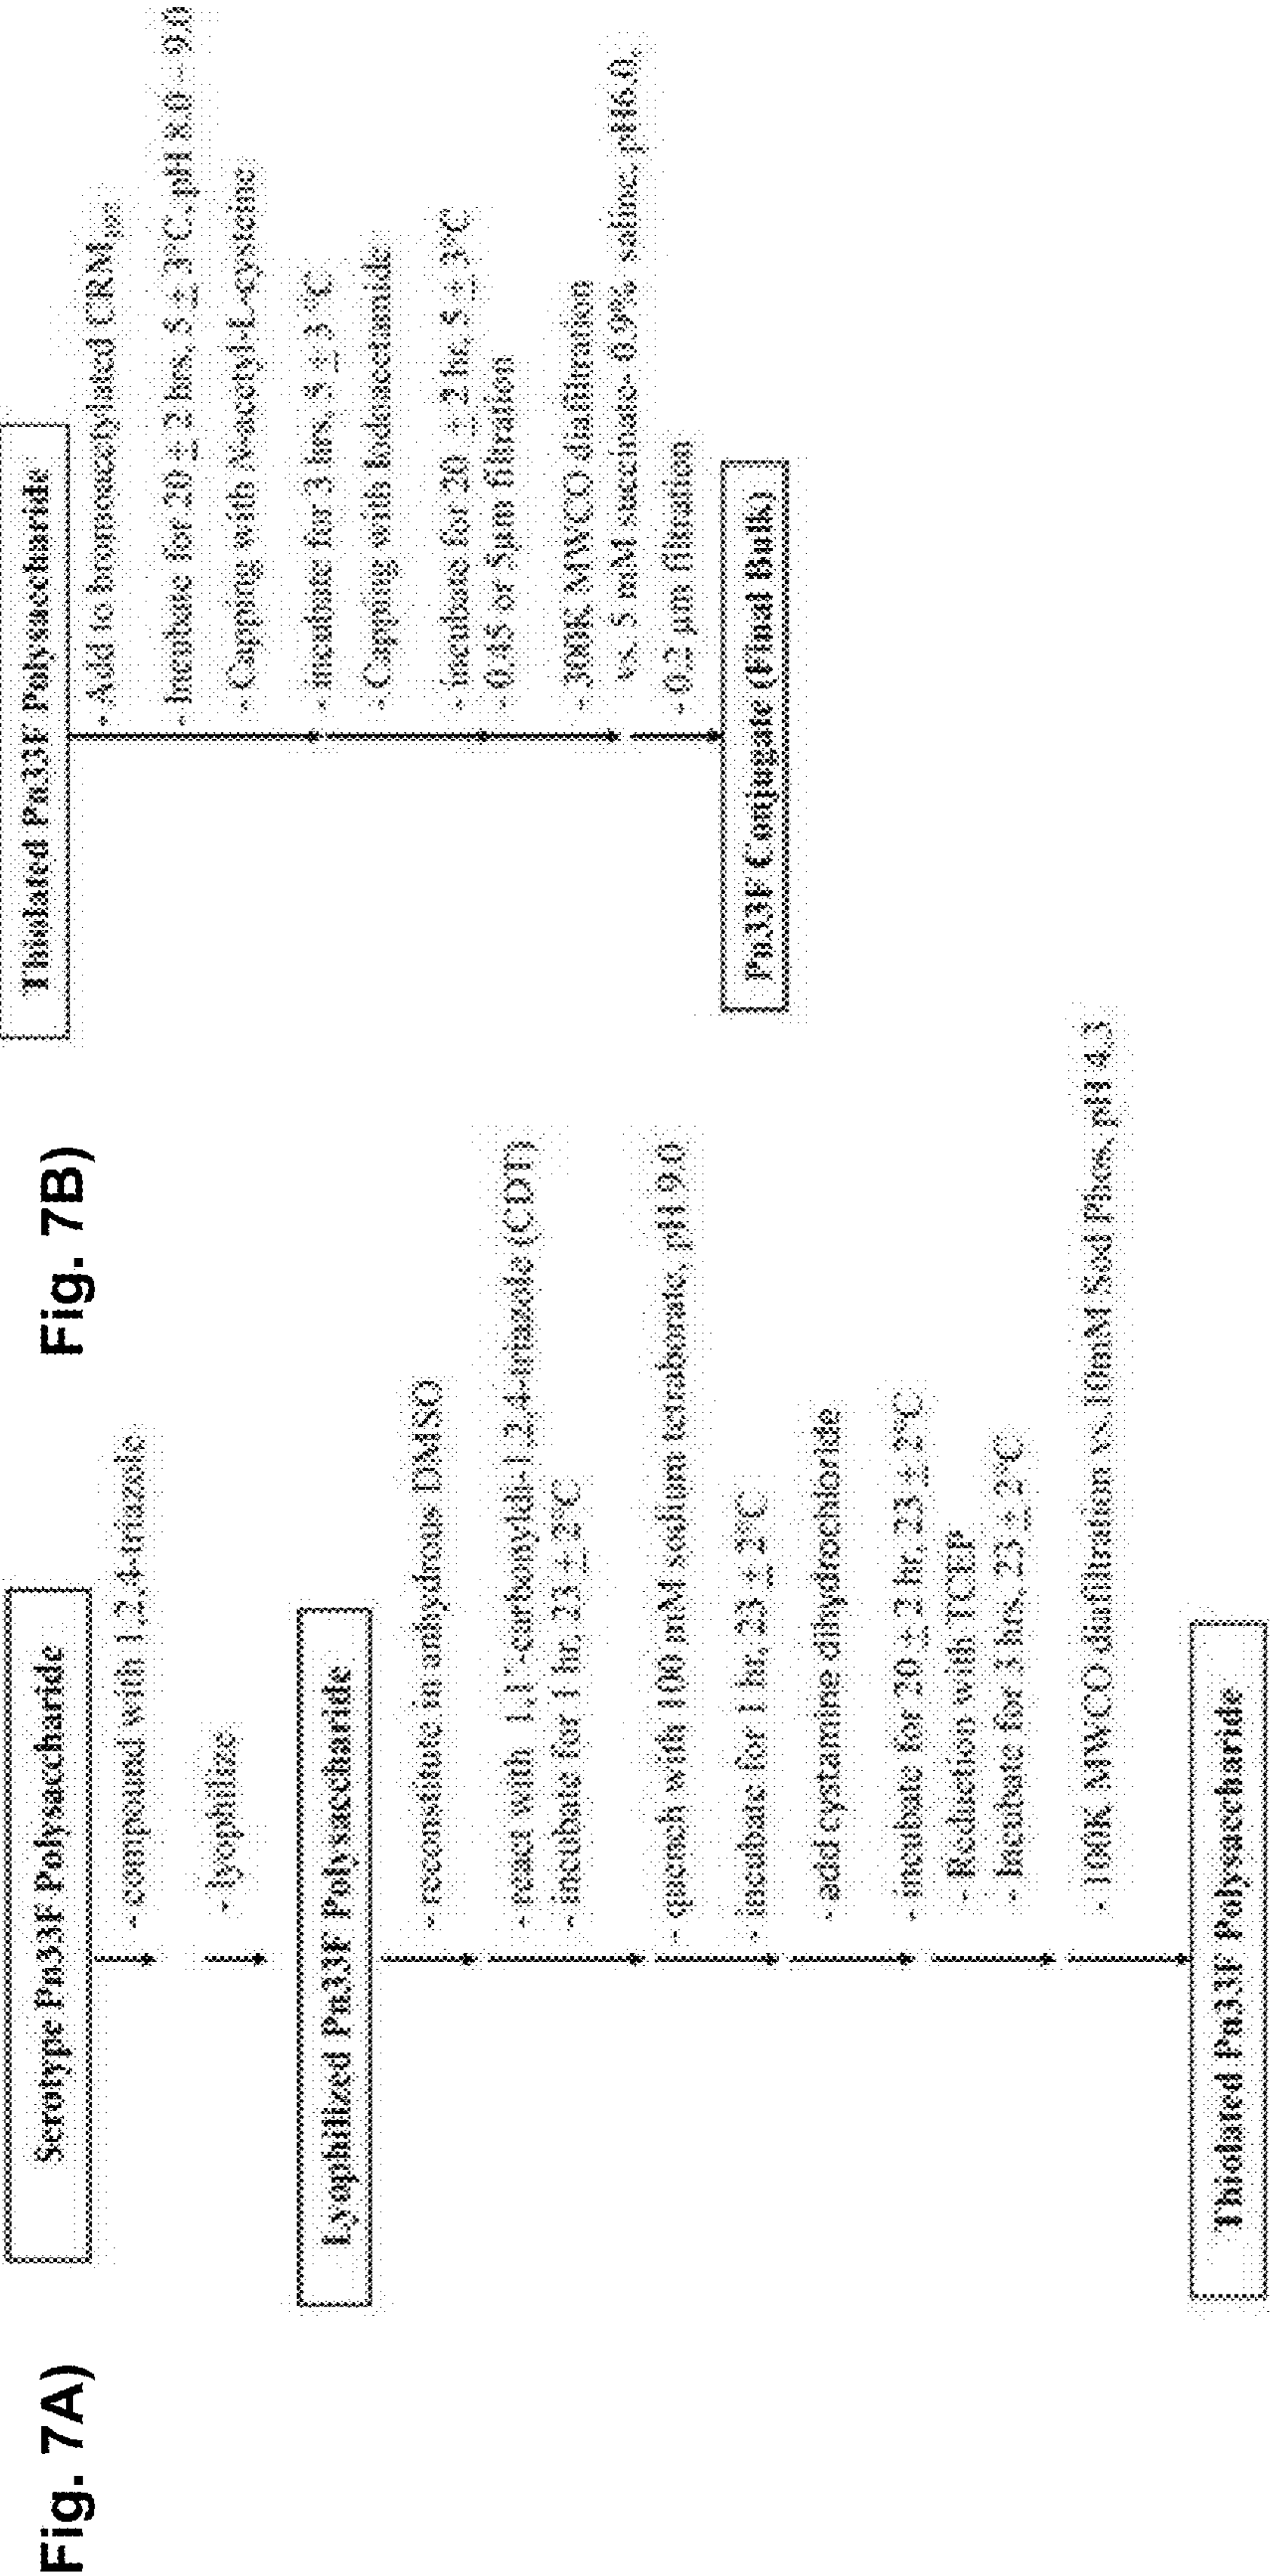 Fig. 7A)
Serotype Pn33F Polysaccharide
- compound with 1,2,4-triazole
- lyophilize
Lyophilized Pn33F Polysaccharide
- reconstitute in anhydrous DMSO
- react with 1,1'-carbonyldi-1,2,4-triazole (CDT)
- incubate for 1 hr, 23 ± 2°C
- quench with 100 mM sodium tetraborate, pH 9.0
- incubate for 1 hr, 23 ± 2°C
- add cystamine dihydrochloride
- incubate for 20 ± 2 hr, 23 ± 2°C
- Reduction with TCEP
- Incubate for 3 hrs, 23 ± 2°C
- 100K MWCO diafiltration vs.10mM Sod Phos, pH 4.3
Thiolated Pn33F Polysaccharide
Fig. 7B)
Thiolated Pn33F Polysaccharide
- Add to bromoacetylated CRM197
- Incubate for 20 ± 2 hrs, 5 ± 3°C, pH 8.0 – 9.0
- Capping with N-acetyl-L-cysteine
- incubate for 3 hrs, 5 ± 3 °C
- Capping with Iodoacetamide
- incubate for 20 ± 2 hr, 5 ± 3°C
- 0.45 or 5μm filtration
- 300K MWCO diafiltration
vs. 5 mM succinate- 0.9% saline, pH6.0,
- 0.2 μm filtration
Pn33F Conjugate (Final Bulk)